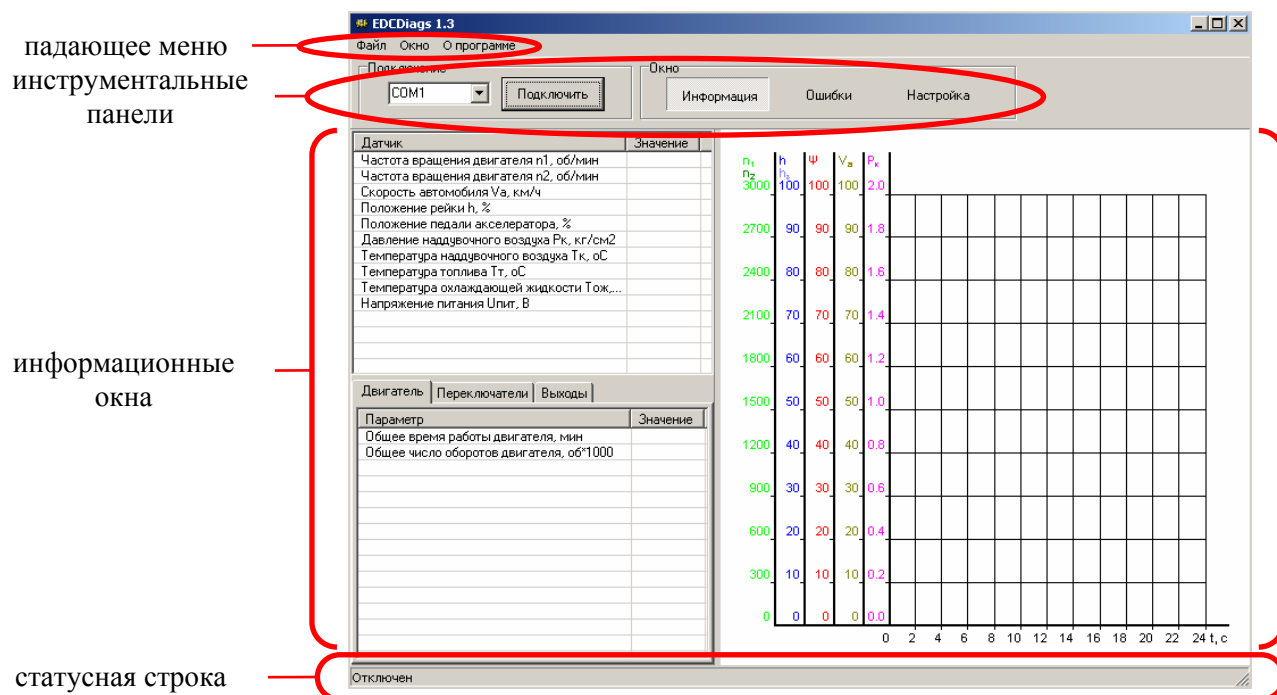 EDCDiags 1.3
падающее меню
Файл Окно О программе
инструментальные
панели
Подключение
COM1
Подключить
Окно
Информация Ошибки Настройка
информационные
окна
Датчик Значение
Частота вращения двигателя n1, об/мин
Частота вращения двигателя n2, об/мин
Скорость автомобиля Va, км/ч
Положение рейки h, %
Положение педали акселератора, %
Давление наддувочного воздуха Рк, кг/см2
Температура наддувочного воздуха Тк, оС
Температура топлива Тт, оС
Температура охлаждающей жидкости Тож,...
Напряжение питания Uпит, В
Двигатель Переключатели Выходы
Параметр Значение
Общее время работы двигателя, мин
Общее число оборотов двигателя, об*1000
n1 h Ψ Va Pк
n2 h3
3000 100 100 100 2.0
2700 90 90 90 1.8
2400 80 80 80 1.6
2100 70 70 70 1.4
1800 60 60 60 1.2
1500 50 50 50 1.0
1200 40 40 40 0.8
900 30 30 30 0.6
600 20 20 20 0.4
300 10 10 10 0.2
0 0 0 0 0.0
0 2 4 6 8 10 12 14 16 18 20 22 24 t, с
статусная строка
Отключен